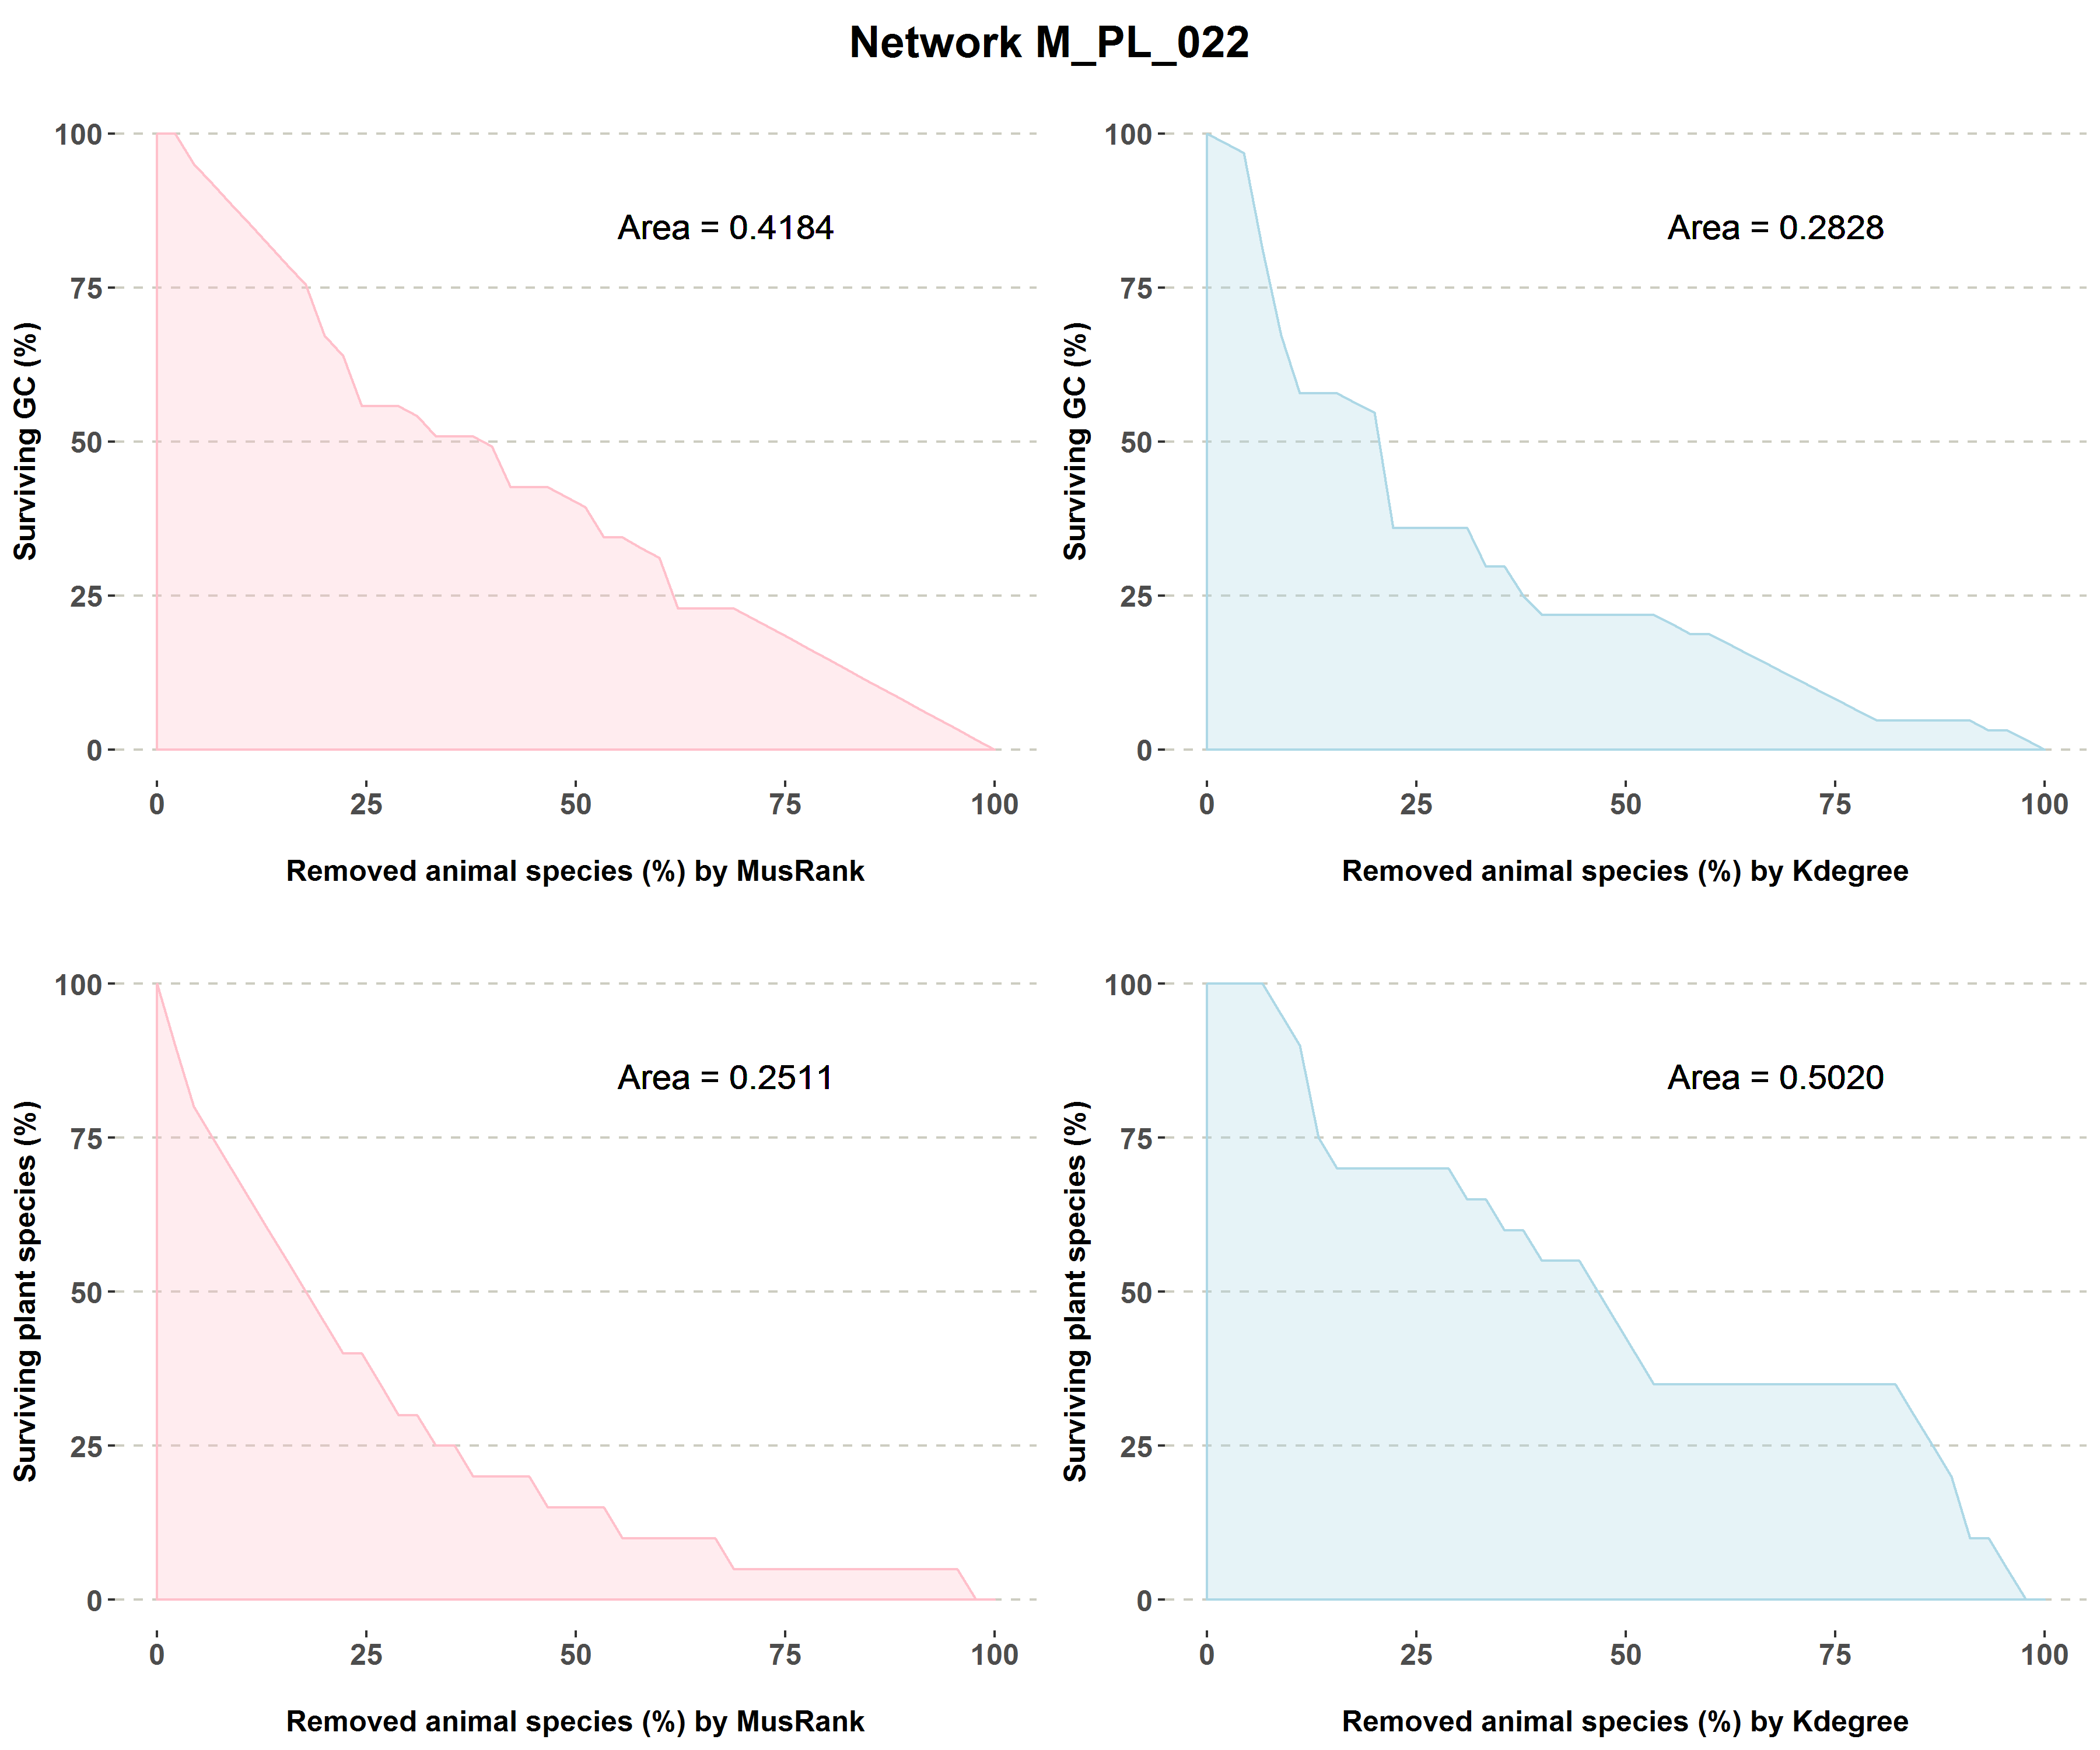 Network M_PL_022
Surviving GC (%)
100
75
50
25
0
Area = 0.4184
0 25 50 75 100
Removed animal species (%) by MusRank
Surviving GC (%)
100
75
50
25
0
Area = 0.2828
0 25 50 75 100
Removed animal species (%) by Kdegree
Surviving plant species (%)
100
75
50
25
0
Area = 0.2511
0 25 50 75 100
Removed animal species (%) by MusRank
Surviving plant species (%)
100
75
50
25
0
Area = 0.5020
0 25 50 75 100
Removed animal species (%) by Kdegree